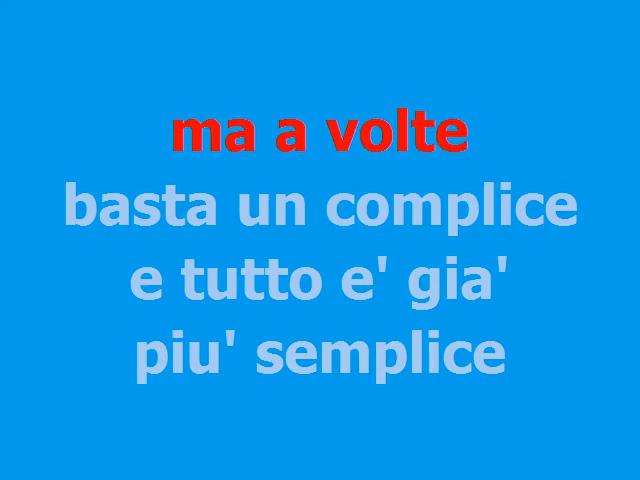 ma a volte
basta un complice
e tutto e' gia'
piu' semplice